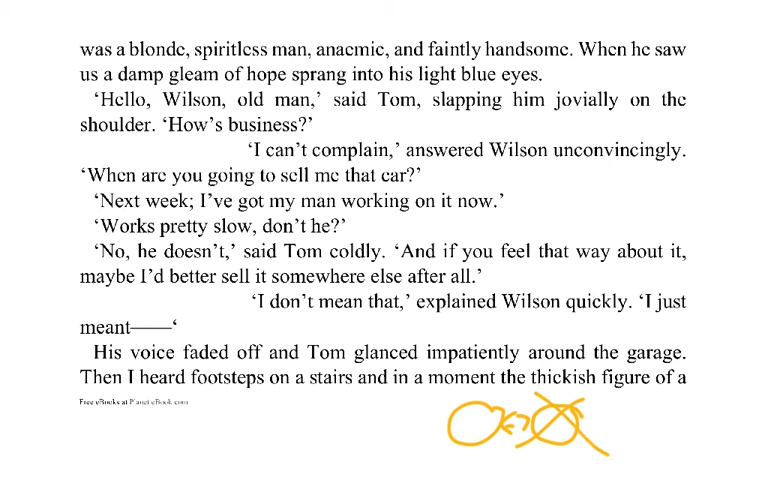 was a blonde, spiritless man, anaemic, and faintly handsome. When he saw
us a damp gleam of hope sprang into his light blue eyes.
‘Hello, Wilson, old man,’ said Tom, slapping him jovially on the
shoulder. ‘How’s business?’
‘I can’t complain,’ answered Wilson unconvincingly.
‘When are you going to sell me that car?’
‘Next week; I’ve got my man working on it now.’
‘Works pretty slow, don’t he?’
‘No, he doesn’t,’ said Tom coldly. ‘And if you feel that way about it,
maybe I’d better sell it somewhere else after all.’
‘I don’t mean that,’ explained Wilson quickly. ‘I just
meant——‘
His voice faded off and Tom glanced impatiently around the garage.
Then I heard footsteps on a stairs and in a moment the thickish figure of a
Free eBooks at Planet eBook.com